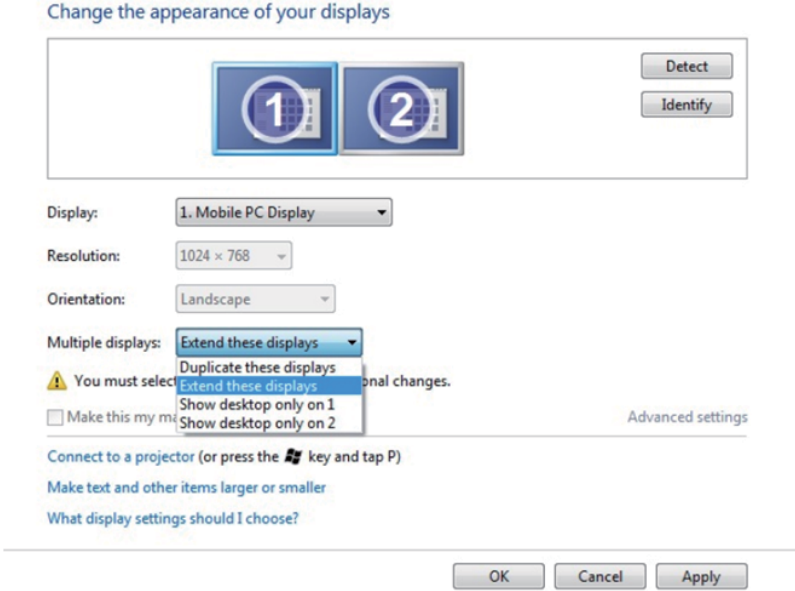 Change the appearance of your displays
1
2
Detect
Identify
Display: 1. Mobile PC Display
Resolution: 1024 × 768
Orientation: Landscape
Multiple displays: Extend these displays
Duplicate these displays
Extend these displays
Show desktop only on 1
Show desktop only on 2
You must onal changes.
Make this my
Advanced settings
Connect to a projector (or press the key and tap P)
Make text and other items larger or smaller
What display settings should I choose?
OK Cancel Apply